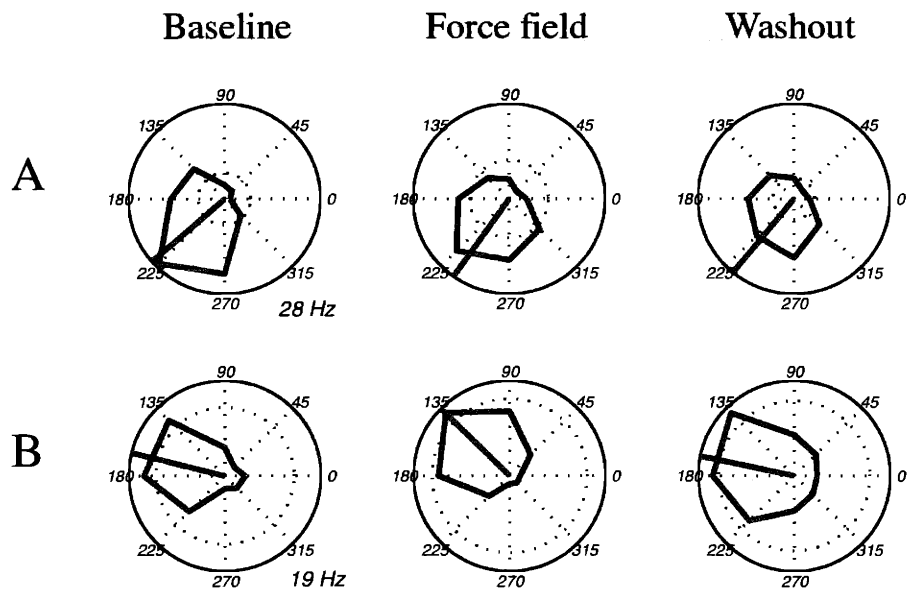 Baseline Force field Washout
A
90 90 90
135 45 135 45 135 45
180 0 180 0 180 0
225 315 225 315 225 315
270 28 Hz 270 270
B
90 90 90
135 45 135 45 135 45
180 0 180 0 180 0
225 315 225 315 225 315
270 19 Hz 270 270